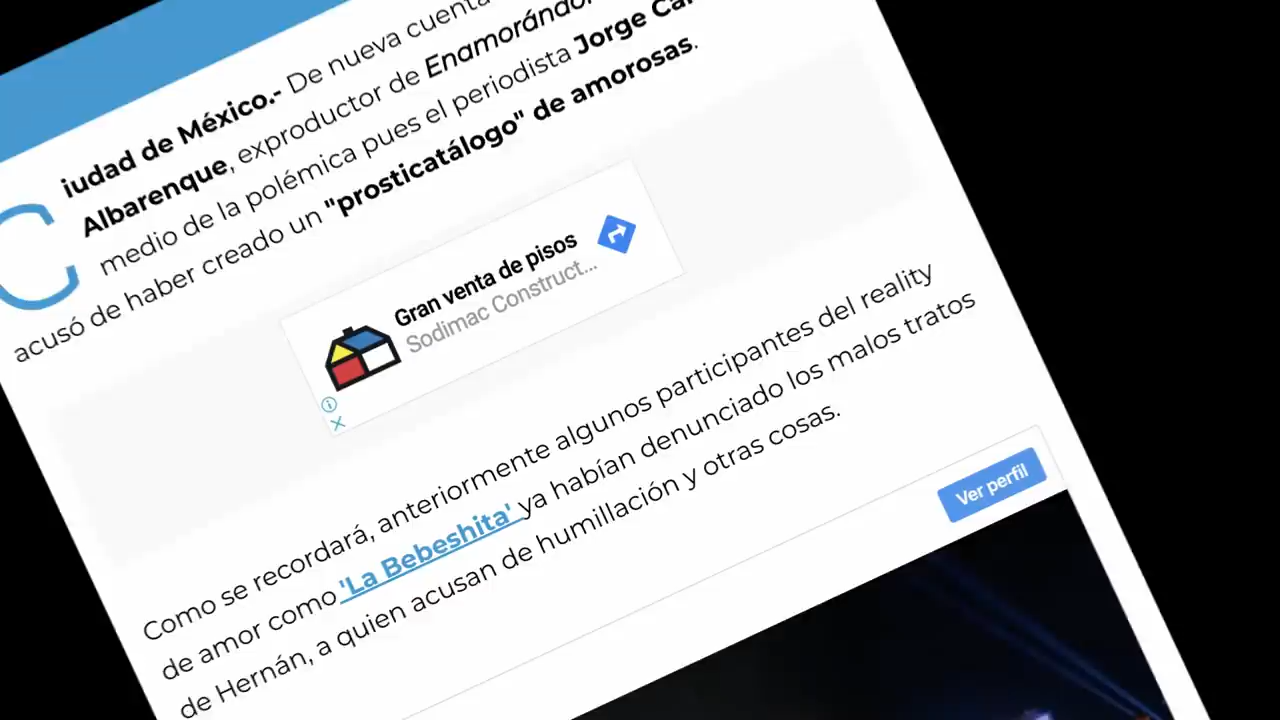 Ciudad de México.- De nueva cuenta
Albarenque, exproductor de
medio de la polémica pues el periodista Jorge
acusó de haber creado un "prosticatálogo" de amorosas.
Gran venta de pisos
Sodimac Construct...
Como se recordará, anteriormente algunos participantes del reality
de amor como 'La Bebeshita' ya habían denunciado los malos tratos
de Hernán, a quien acusan de humillación y otras cosas.
Ver perfil